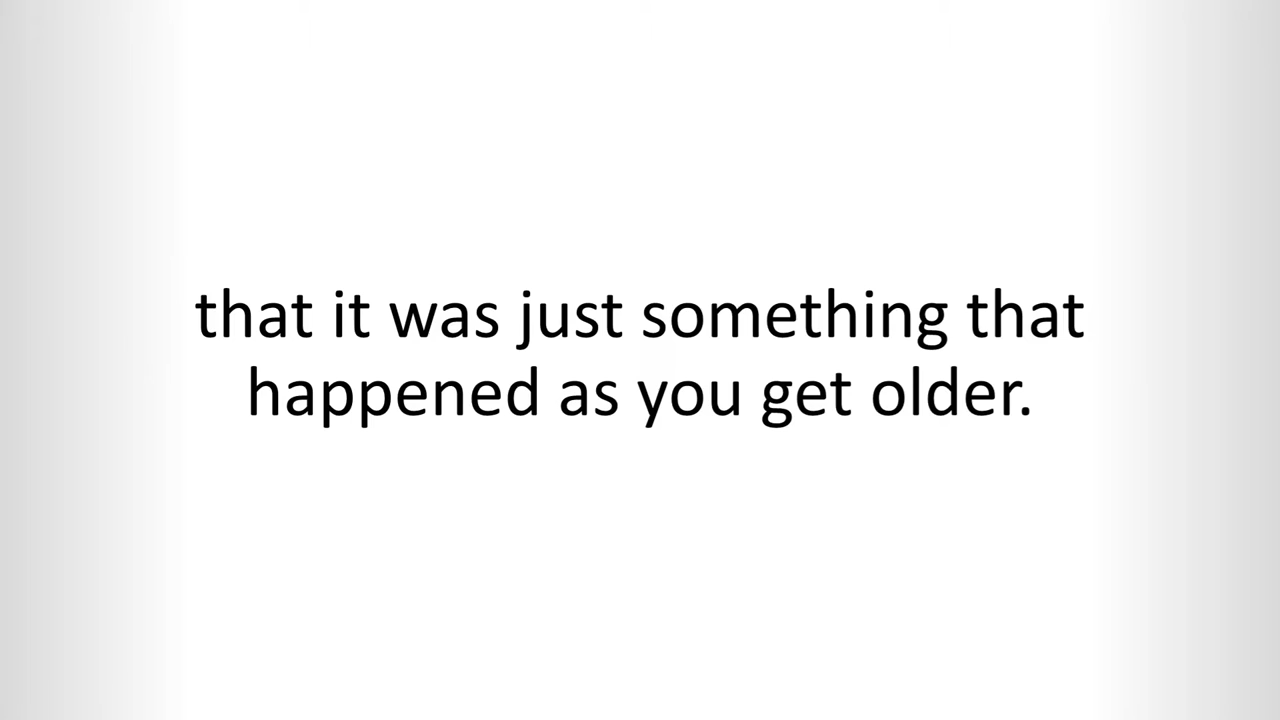 that it was just something that
happened as you get older.